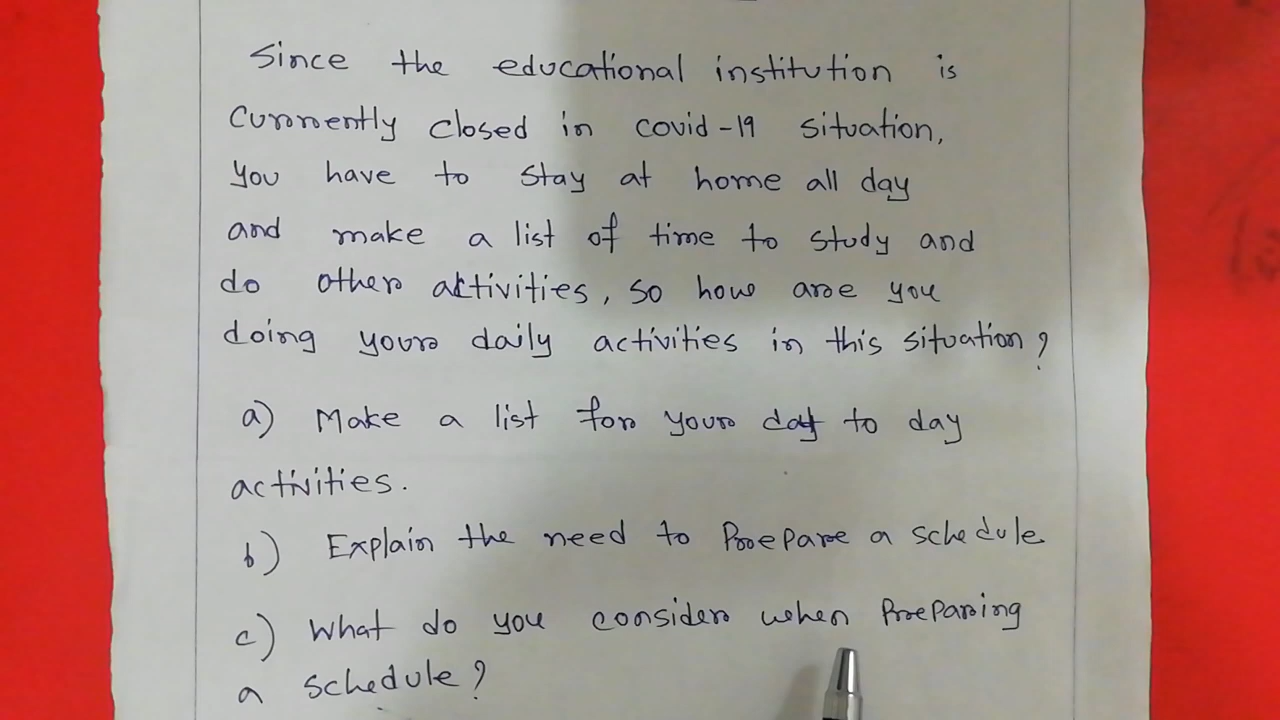 Since the educational institution is
Currently closed in covid-19 situation,
you have to stay at home all day
and make a list of time to study and
do other activities, so how are you
doing your daily activities in this situation?
a) Make a list for your day to day
activities.
b) Explain the need to Prepare a schedule
c) What do you consider when Preparing
a schedule?